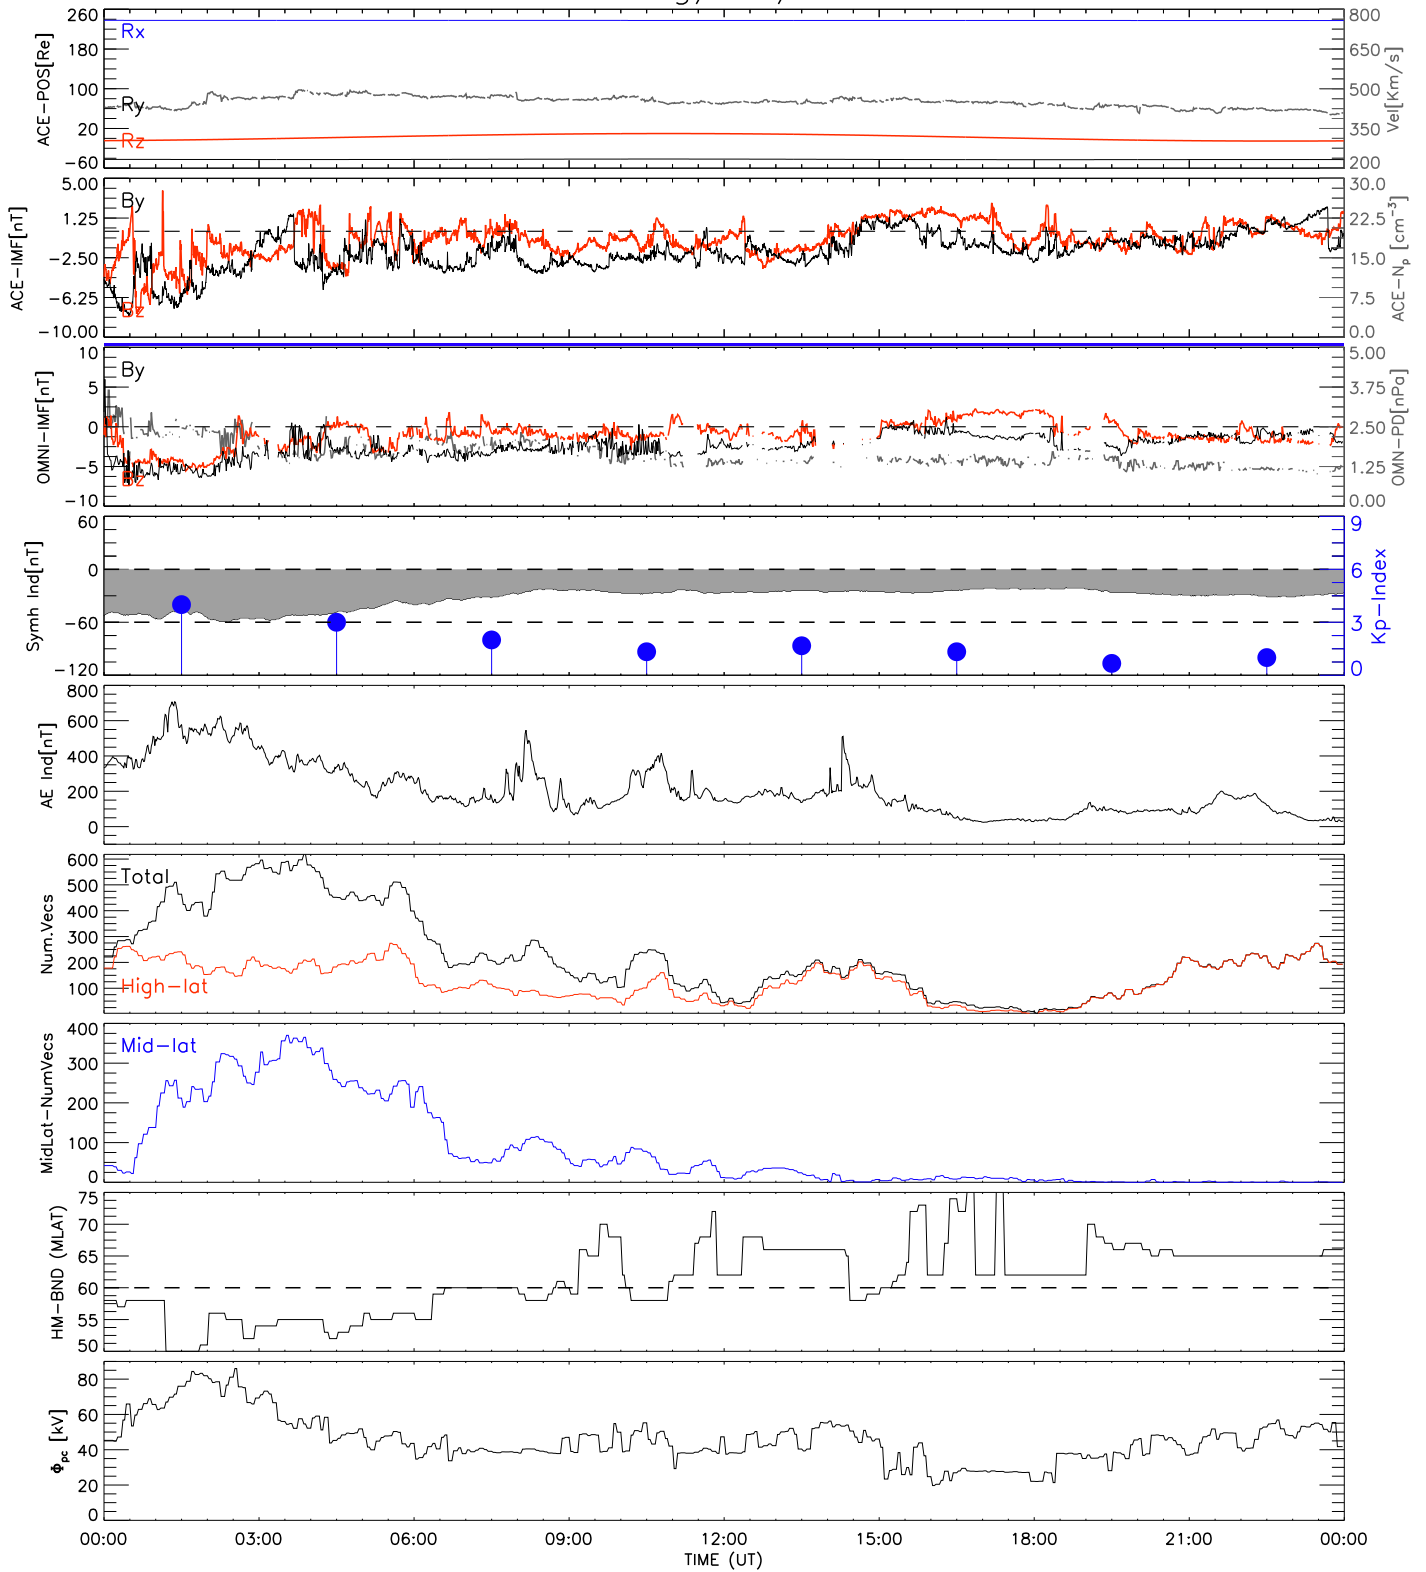 260
180
100
20
−60
ACE−POS[Re]
Rx
Ry
Rz
800
650
500
350
200
Vel[Km/s]
5.00
1.25
−2.50
−6.25
−10.00
ACE−IMF[nT]
By
Bz
30.0
22.5
15.0
7.5
0.0
ACE−Np [cm⁻³]
10
5
0
−5
−10
OMNI−IMF[nT]
By
Bz
5.00
3.75
2.50
1.25
0.00
OMN−PD[nPa]
60
0
−60
−120
Symh Ind[nT]
9
6
3
0
Kp−Index
800
600
400
200
0
AE Ind[nT]
600
500
400
300
200
100
Num.Vecs
Total
High−lat
400
300
200
100
0
MidLat−NumVecs
Mid−lat
75
70
65
60
55
50
HM−BND (MLAT)
80
60
40
20
0
Φpc [kV]
00:00 03:00 06:00 09:00 12:00 15:00 18:00 21:00 00:00
TIME (UT)